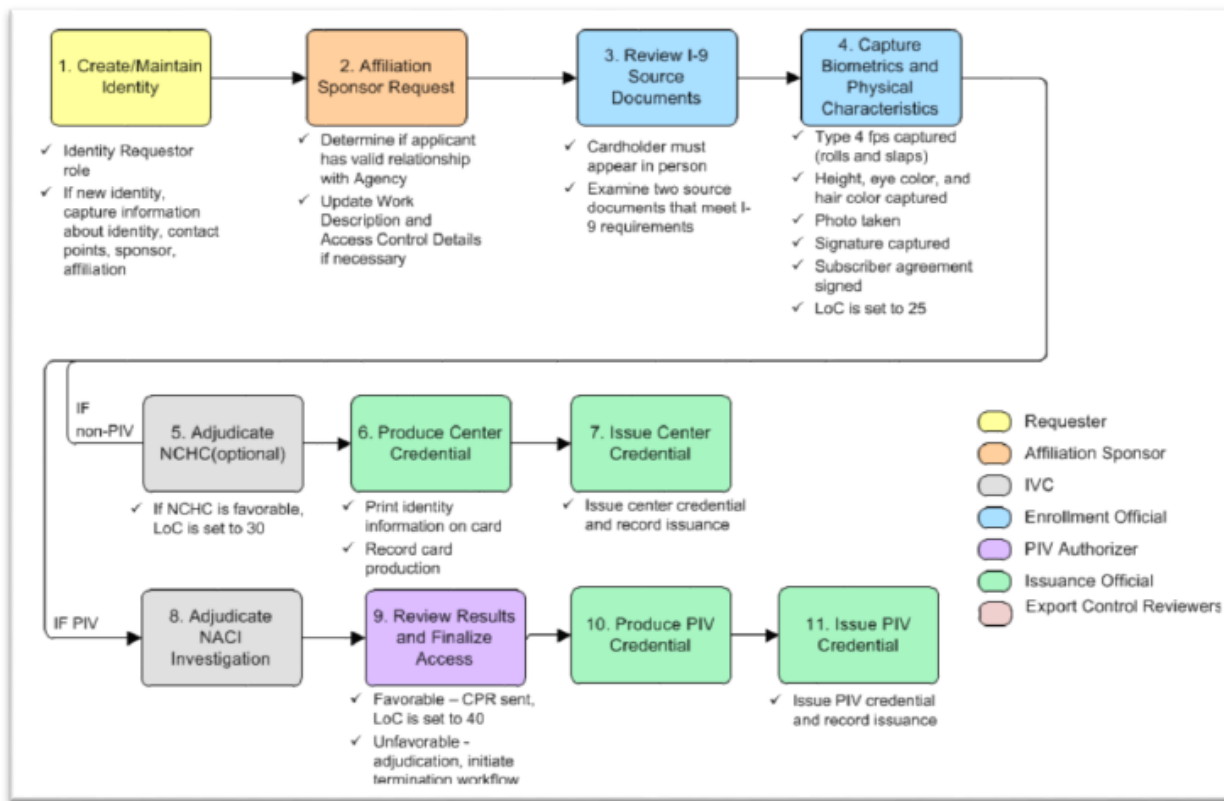 1. Create/Maintain
Identity
2. Affiliation
Sponsor Request
3. Review I-9
Source
Documents
4. Capture
Biometrics and
Physical
Characteristics
✓ Identity Requestor
role
✓ If new identity,
capture information
about identity, contact
points, sponsor,
affiliation
✓ Determine if applicant
has valid relationship
with Agency
✓ Update Work
Description and
Access Control Details
if necessary
✓ Cardholder must
appear in person
✓ Examine two source
documents that meet I-
9 requirements
✓ Type 4 fps captured
(rolls and slaps)
✓ Height, eye color, and
hair color captured
✓ Photo taken
✓ Signature captured
✓ Subscriber agreement
signed
✓ LoC is set to 25
IF
non-PIV
5. Adjudicate
NCHC(optional)
6. Produce Center
Credential
7. Issue Center
Credential
✓ If NCHC is favorable,
LoC is set to 30
✓ Print identity
information on card
✓ Record card
production
✓ Issue center credential
and record issuance
IF PIV
8. Adjudicate
NACI
Investigation
9. Review Results
and Finalize
Access
10. Produce PIV
Credential
11. Issue PIV
Credential
✓ Favorable – CPR sent,
LoC is set to 40
✓ Unfavorable -
adjudication, initiate
termination workflow
✓ Issue PIV credential
and record issuance
Requester
Affiliation Sponsor
IVC
Enrollment Official
PIV Authorizer
Issuance Official
Export Control Reviewers